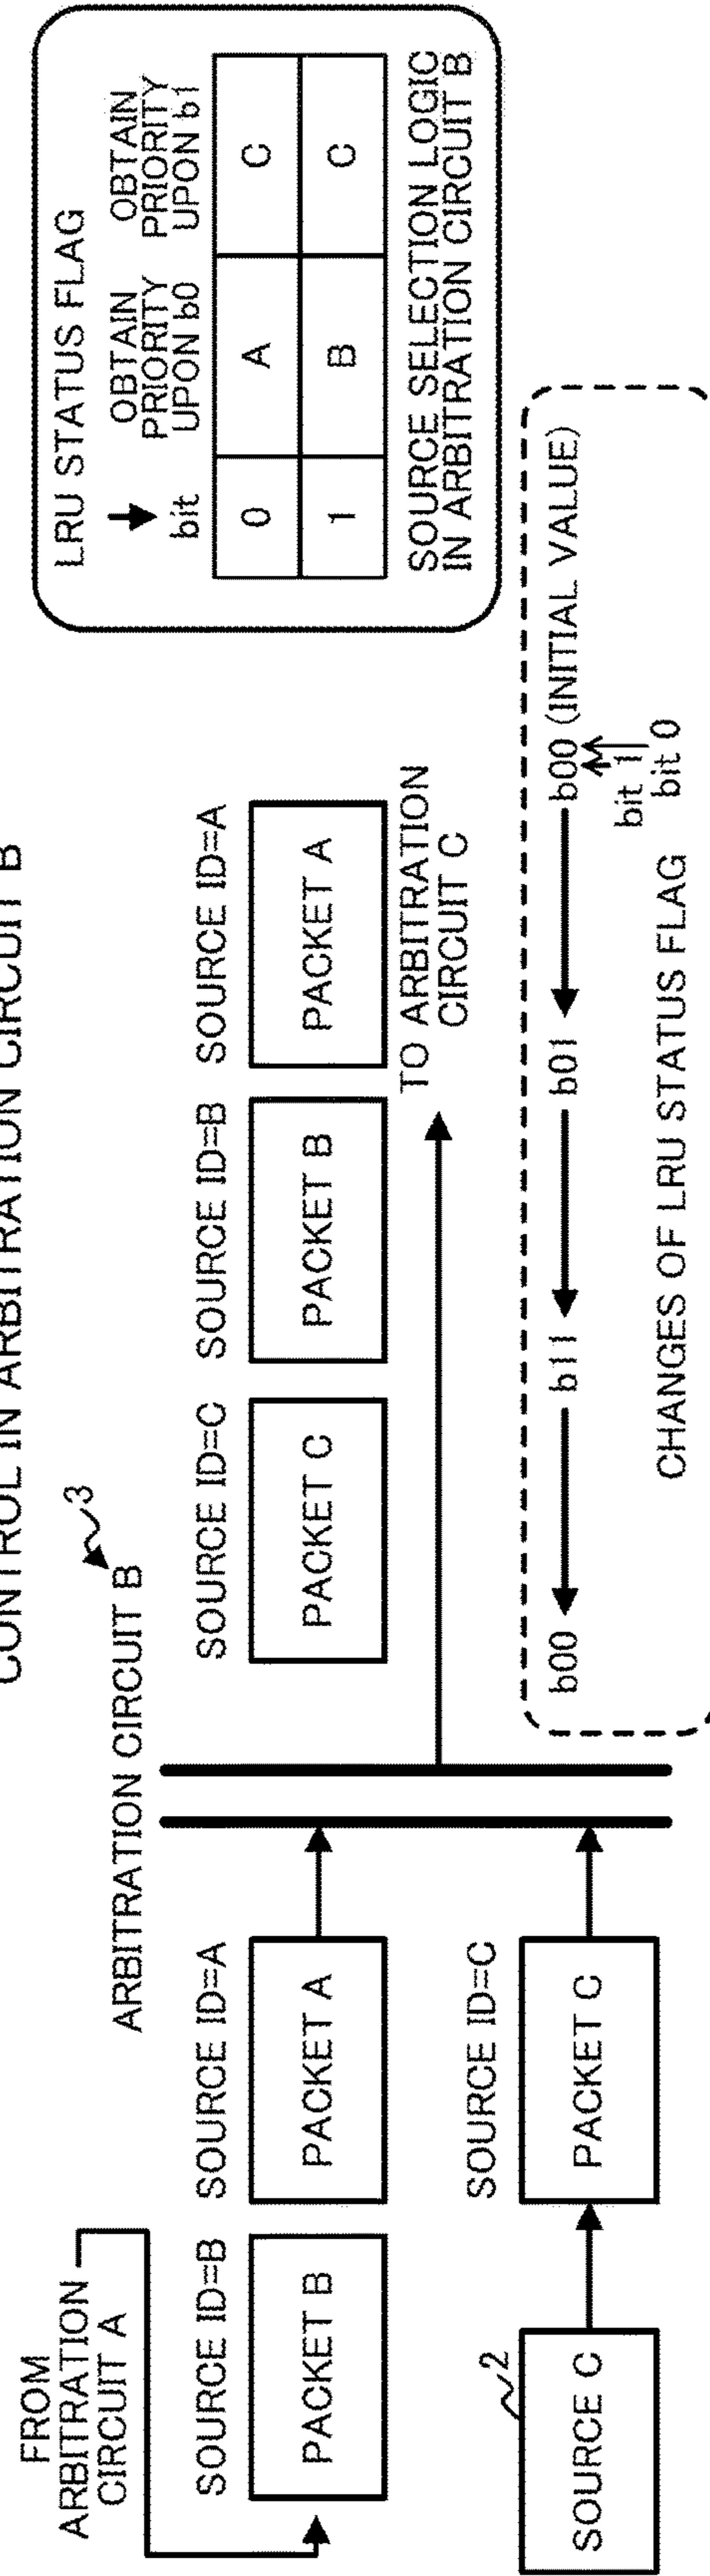 CONTROL IN ARBITRATION CIRCUIT B
FROM
ARBITRATION
CIRCUIT A
ARBITRATION CIRCUIT B
3
SOURCE ID=B
PACKET B
SOURCE ID=A
PACKET A
SOURCE C
2
SOURCE ID=C
PACKET C
SOURCE ID=C
PACKET C
SOURCE ID=B
PACKET B
SOURCE ID=A
PACKET A
TO ARBITRATION
CIRCUIT C
b00
b11
b01
b00 (INITIAL VALUE)
bit 1
bit 0
CHANGES OF LRU STATUS FLAG
LRU STATUS FLAG
bit
OBTAIN
PRIORITY
UPON b0
OBTAIN
PRIORITY
UPON b1
0
A
C
1
B
C
SOURCE SELECTION LOGIC
IN ARBITRATION CIRCUIT B